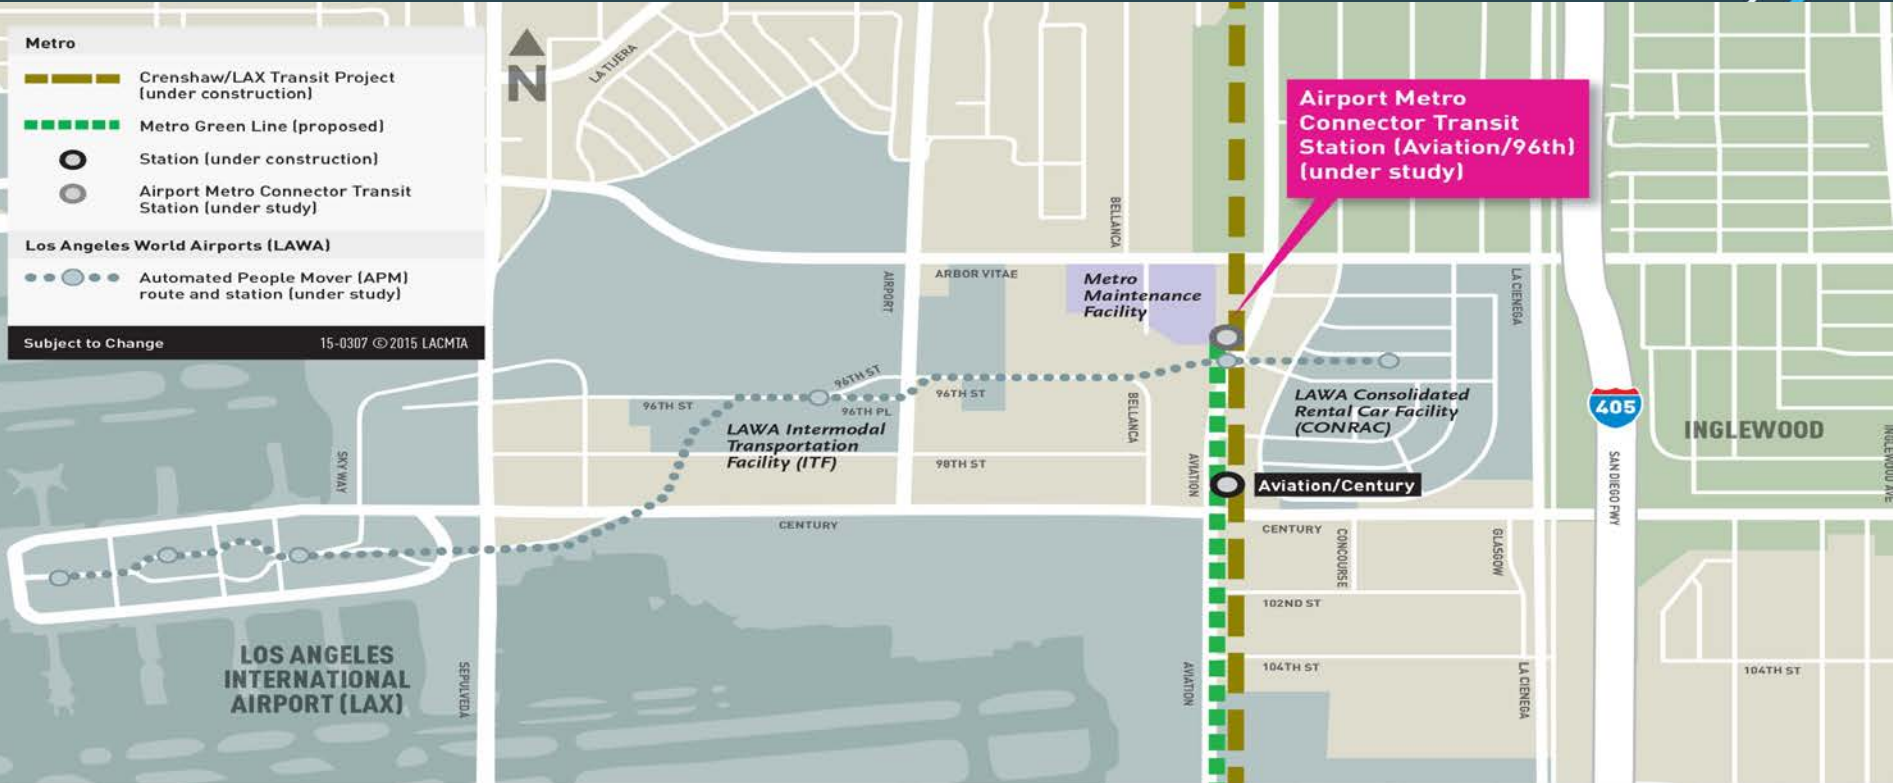 Metro
Crenshaw/LAX Transit Project
(under construction)
Metro Green Line (proposed)
Station (under construction)
Airport Metro Connector Transit
Station (under study)
Los Angeles World Airports (LAWA)
Automated People Mover (APM)
route and station (under study)
Subject to Change
15-0307 ©2015 LACMTA
N
LA TIJERA
Airport Metro
Connector Transit
Station (Aviation/96th)
(under study)
BELLANCA
ARBOR VITAE
AIRPORT
Metro
Maintenance
Facility
LA CIENEGA
96TH ST
96TH ST
96TH PL
96TH ST
BELLANCA
LAWA Intermodal
Transportation
Facility (ITF)
LAWA Consolidated
Rental Car Facility
(CONRAC)
405
INGLEWOOD
INGLEWOOD AVE
SKY WAY
98TH ST
AVIATION
Aviation/Century
SAN DIEGO FWY
CENTURY
CENTURY
CONCOURSE
GLASGOW
102ND ST
LOS ANGELES
INTERNATIONAL
AIRPORT (LAX)
SEPULVEDA
AVIATION
104TH ST
LA CIENEGA
104TH ST